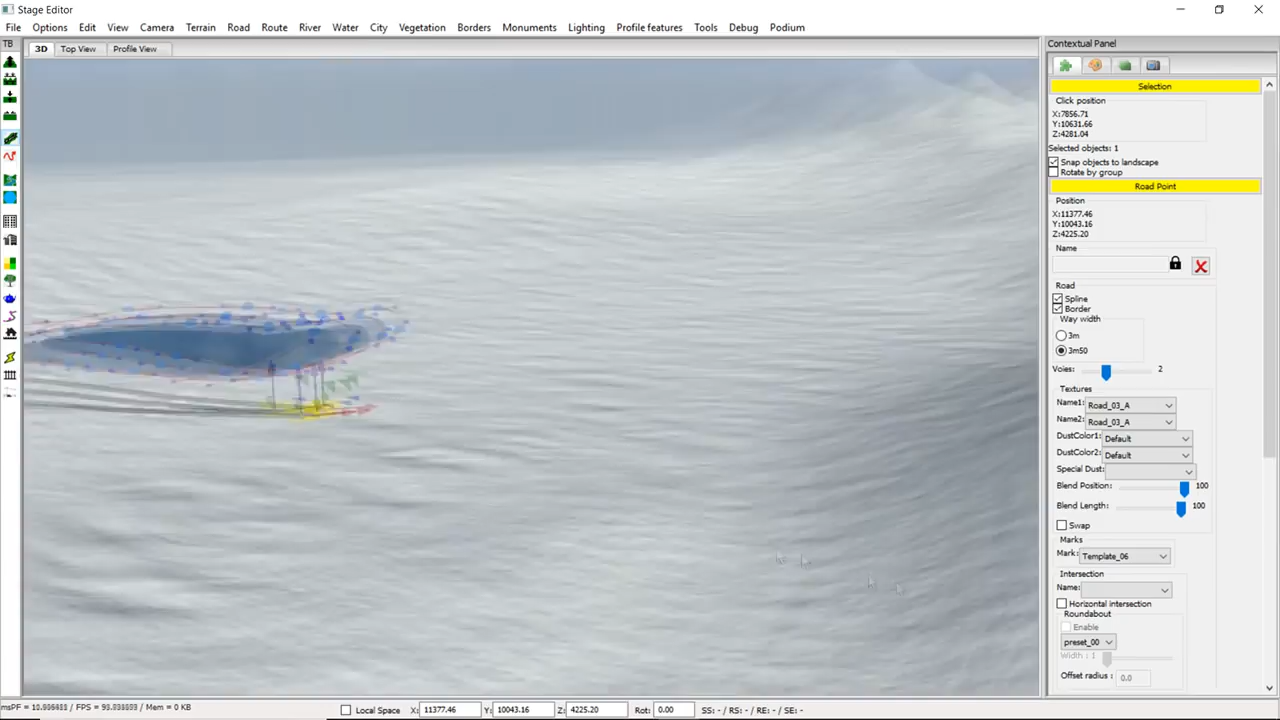 Stage Editor
File Options Edit View Camera Terrain Road Route River Water City Vegetation Borders Monuments Lighting Profile features Tools Debug Podium
TB 3D Top View Profile View
Contextual Panel
Selection
Click position
X:7856.71
Y:10631.66
Z:4281.04
Selected objects: 1
Snap objects to landscape
Rotate by group
Road Point
Position
X:11377.46
Y:10043.16
Z:4225.20
Name
Road
Spline
Border
Way width
3m
3m50
Voies: 2
Textures
Name1: Road_03_A
Name2: Road_03_A
DustColor1: Default
DustColor2: Default
Special Dust:
Blend Position: 100
Blend Length: 100
Swap
Marks
Mark: Template_06
Intersection
Name:
Horizontal intersection
Roundabout
Enable
preset_00
Width : 1
Offset radius : 0.0
Local Space X: 11377.46 Y: 10043.16 Z: 4225.20 Rot: 0.00 SS: - / RS: - / RE: - / SE: -